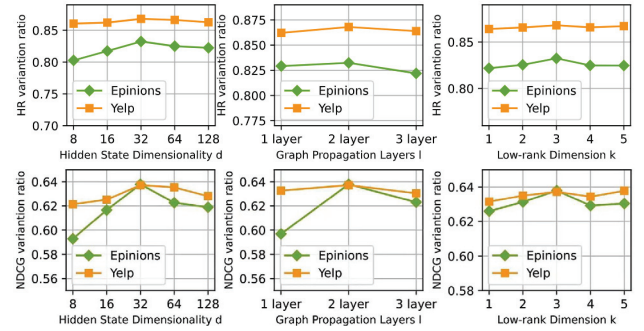 HR variantion ratio
0.85
0.80
0.75
0.70
Epinions
Yelp
8 16 32 64 128
Hidden State Dimensionality d
HR variantion ratio
0.875
0.850
0.825
0.800
0.775
Epinions
Yelp
1 layer 2 layer 3 layer
Graph Propagation Layers l
HR variantion ratio
0.85
0.80
Epinions
Yelp
1 2 3 4 5
Low-rank Dimension k
NDCG variantion ratio
0.64
0.62
0.60
0.58
0.56
Epinions
Yelp
8 16 32 64 128
Hidden State Dimensionality d
NDCG variantion ratio
0.64
0.62
0.60
0.58
0.56
Epinions
Yelp
1 layer 2 layer 3 layer
Graph Propagation Layers l
NDCG variantion ratio
0.64
0.62
0.60
0.58
Epinions
Yelp
1 2 3 4 5
Low-rank Dimension k